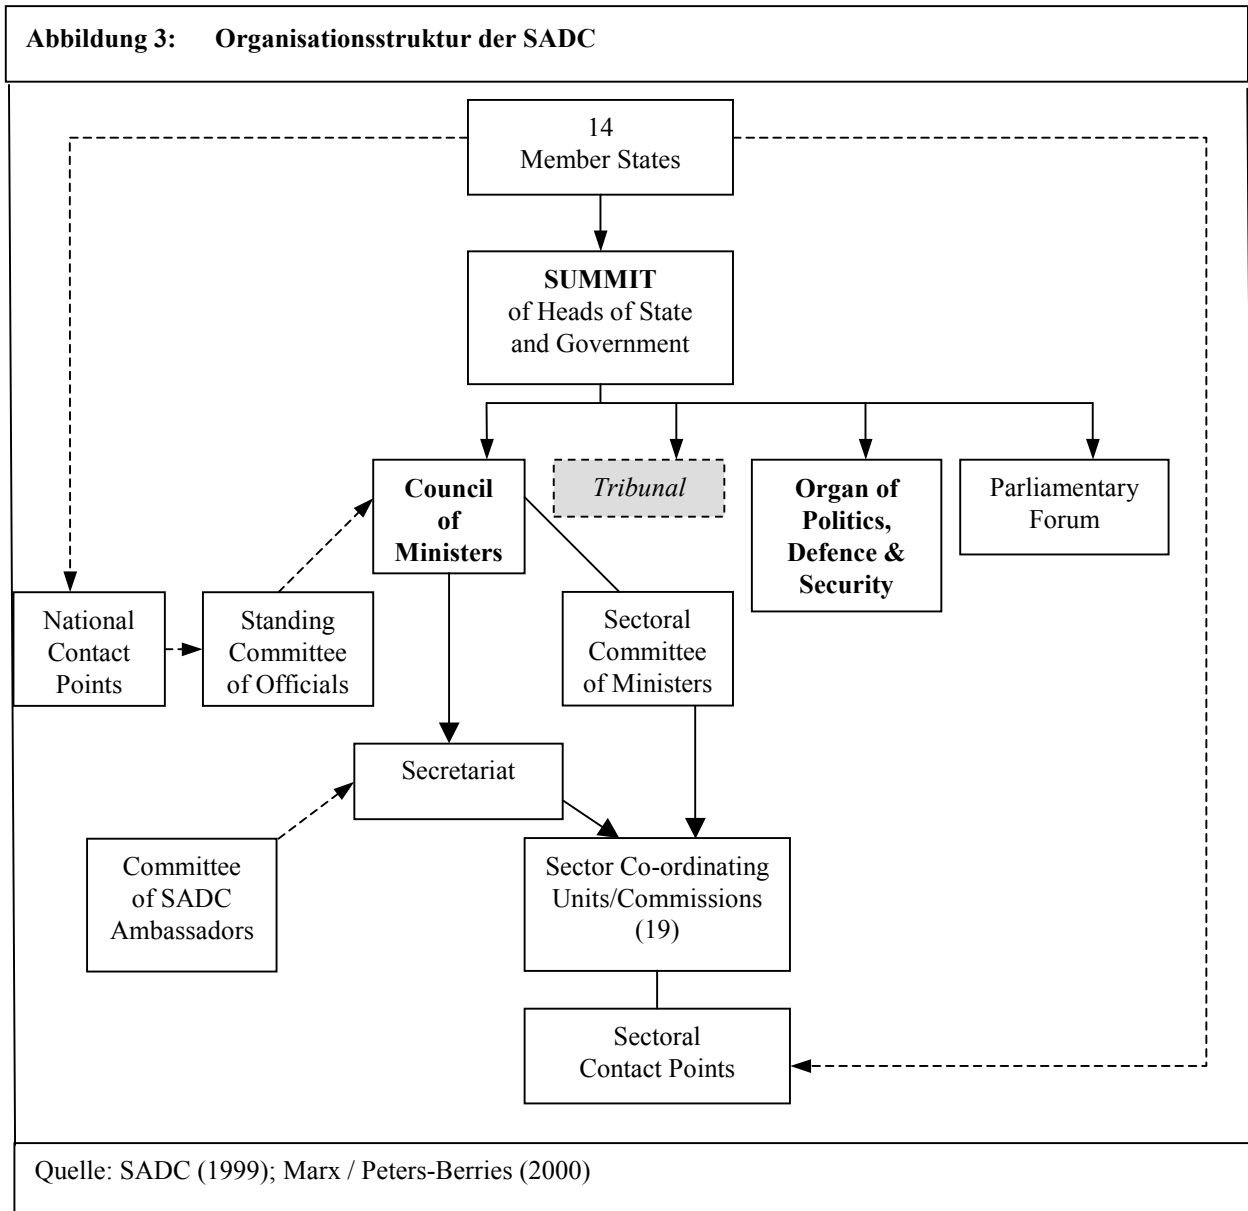 Abbildung 3: Organisationsstruktur der SADC
14
Member States
SUMMIT
of Heads of State
and Government
Council
of
Ministers
Tribunal
Organ of
Politics,
Defence &
Security
Parliamentary
Forum
National
Contact
Points
Standing
Committee
of Officials
Sectoral
Committee
of Ministers
Secretariat
Committee
of SADC
Ambassadors
Sector Co-ordinating
Units/Commissions
(19)
Sectoral
Contact Points
Quelle: SADC (1999); Marx / Peters-Berries (2000)